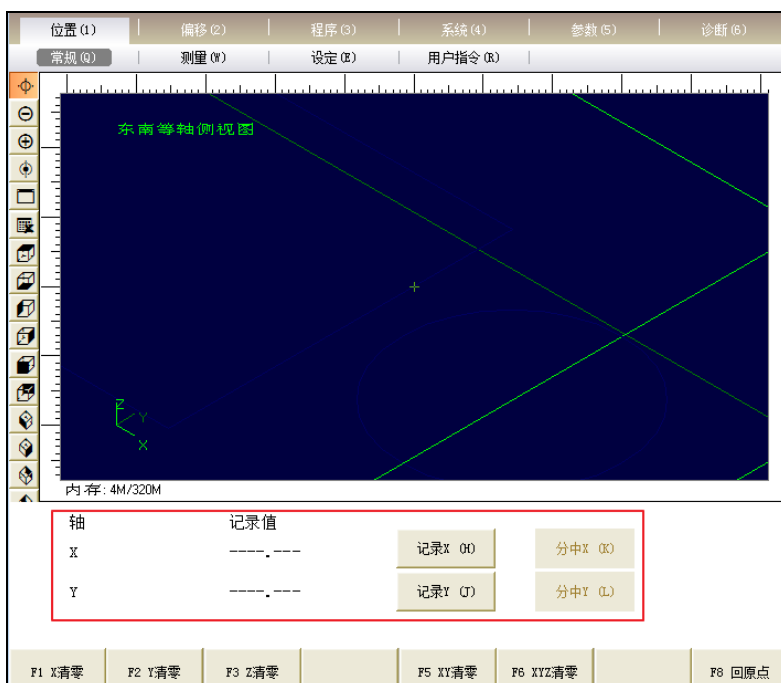 位置(1) 偏移(2) 程序(3) 系统(4) 参数(5) 诊断(6)
常规(Q) 测量(W) 设定(E) 用户指令(R)
东南等轴侧视图
Z
Y
X
内存:4M/320M
轴 记录值
X ----.--- 记录X (H) 分中X (K)
Y ----.--- 记录Y (J) 分中Y (L)
F1 X清零 F2 Y清零 F3 Z清零 F5 XY清零 F6 XYZ清零 F8 回原点